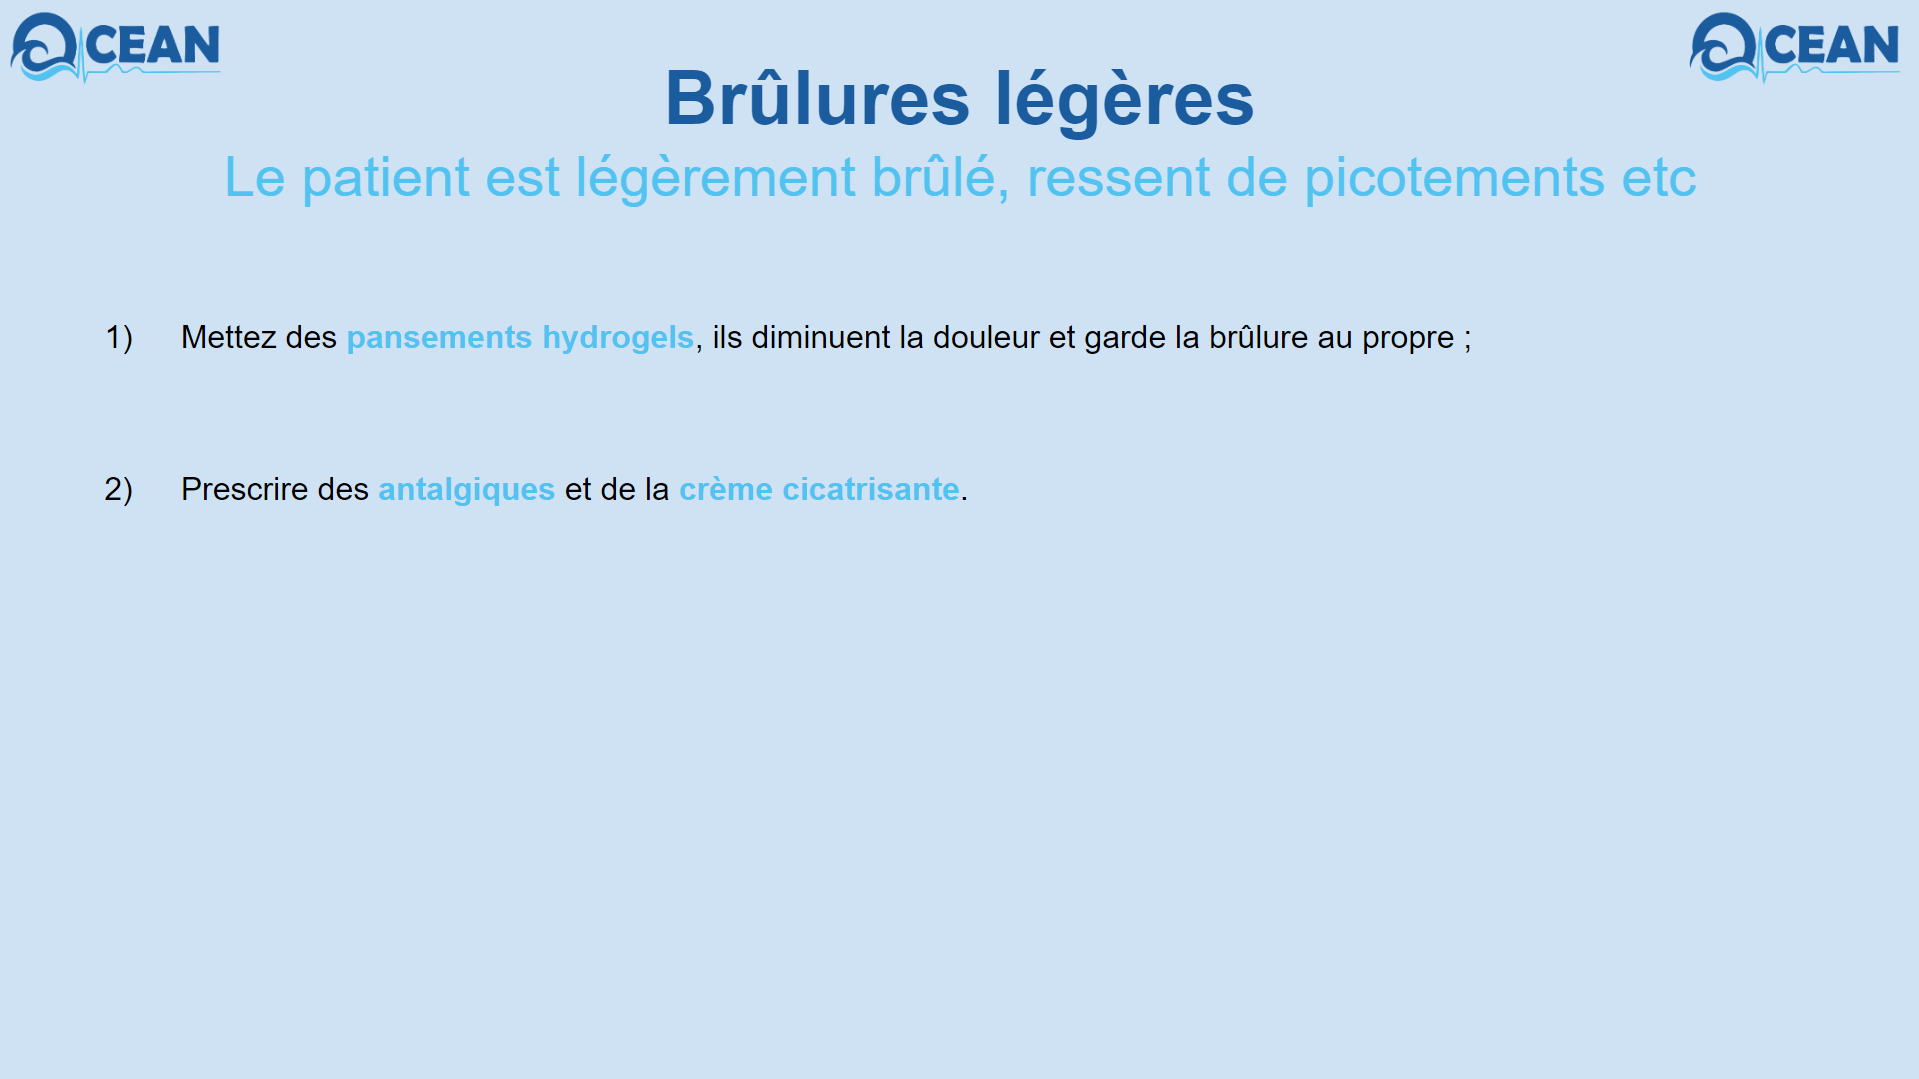 OCEAN
OCEAN
Brûlures légères
Le patient est légèrement brûlé, ressent de picotements etc
1) Mettez des pansements hydrogels, ils diminuent la douleur et garde la brûlure au propre ;
2) Prescrire des antalgiques et de la crème cicatrisante.